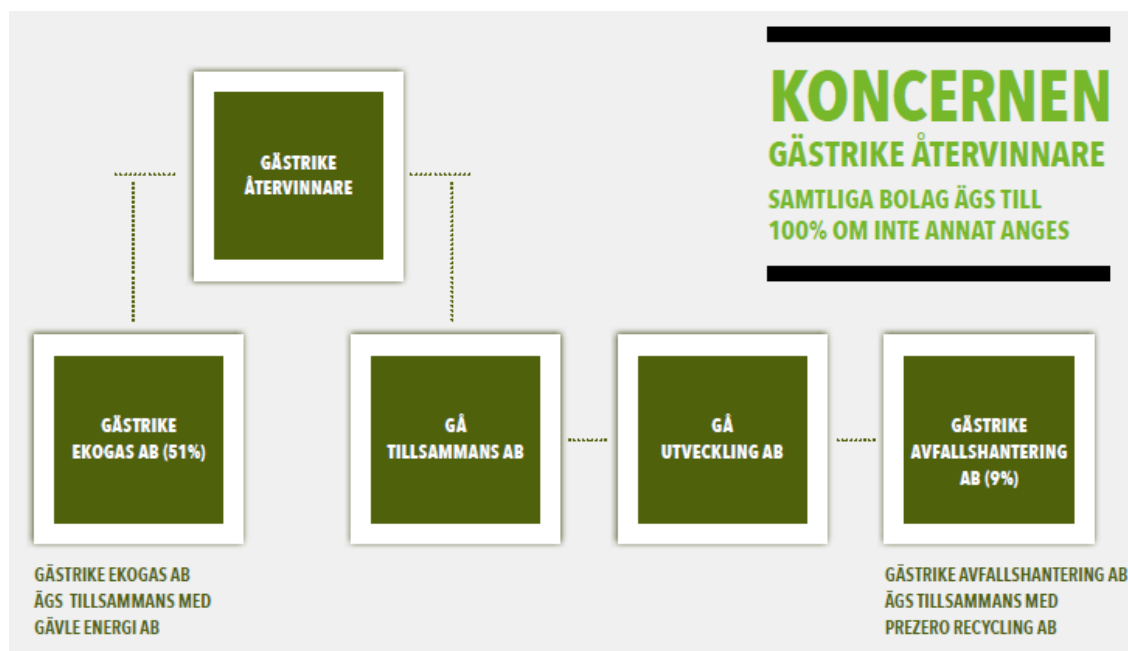 KONCERNEN
GÄSTRIKE ÅTERVINNARE
SAMTLIGA BOLAG ÄGS TILL
100% OM INTE ANNAT ANGES
GÄSTRIKE
ÅTERVINNARE
GÄSTRIKE
EKOGAS AB (51%)
GÅ
TILLSAMMANS AB
GÅ
UTVECKLING AB
GÄSTRIKE
AVFALLSHANTERING
AB (9%)
GÄSTRIKE EKOGAS AB
ÄGS TILLSAMMANS MED
GÄVLE ENERGI AB
GÄSTRIKE AVFALLSHANTERING AB
ÄGS TILLSAMMANS MED
PREZERO RECYCLING AB